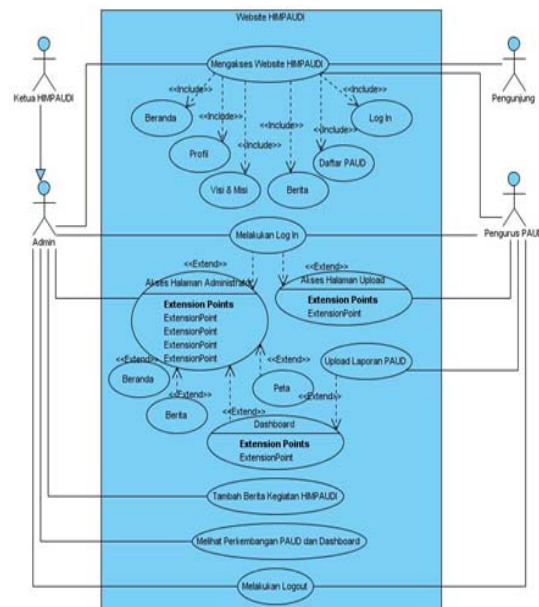 Website HIMPAUDI
Ketua HIMPAUDI
Mengakses Website HIMPAUDI
Pengunjung
<<Include>>
<<Include>>
<<Include>>
<<Include>>
<<Include>>
<<Include>>
Beranda
Log In
Profil
Daftar PAUD
Visi & Misi
Berita
Admin
Melakukan Log In
Pengurus PAUD
<<Extend>>
<<Extend>>
Akses Halaman Administrator
Akses Halaman Upload
Extension Points
ExtensionPoint
ExtensionPoint
ExtensionPoint
ExtensionPoint
Extension Points
ExtensionPoint
<<Extend>>
<<Extend>>
Upload Laporan PAUD
Beranda
Peta
<<Extend>>
<<Extend>>
<<Extend>>
Berita
Dashboard
Extension Points
ExtensionPoint
Tambah Berita Kegiatan HIMPAUDI
Melihat Perkembangan PAUD dan Dashboard
Melakukan Logout